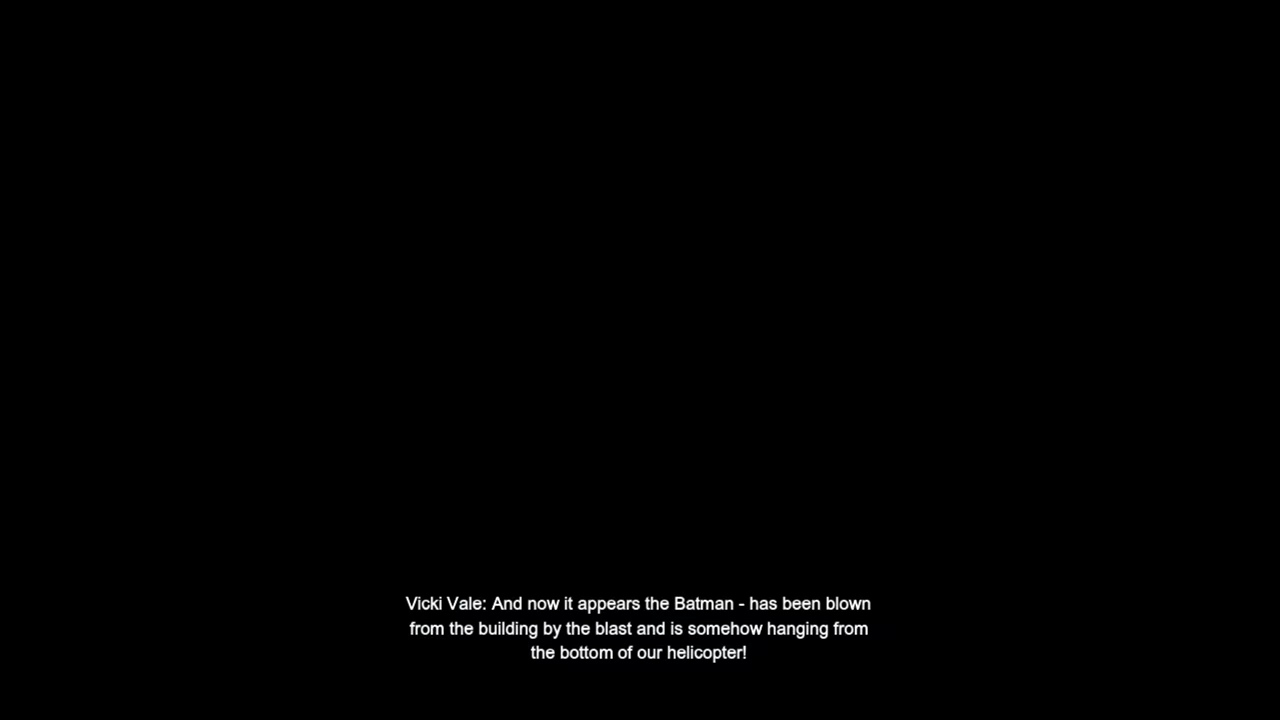 Vicki Vale: And now it appears the Batman - has been blown
from the building by the blast and is somehow hanging from
the bottom of our helicopter!